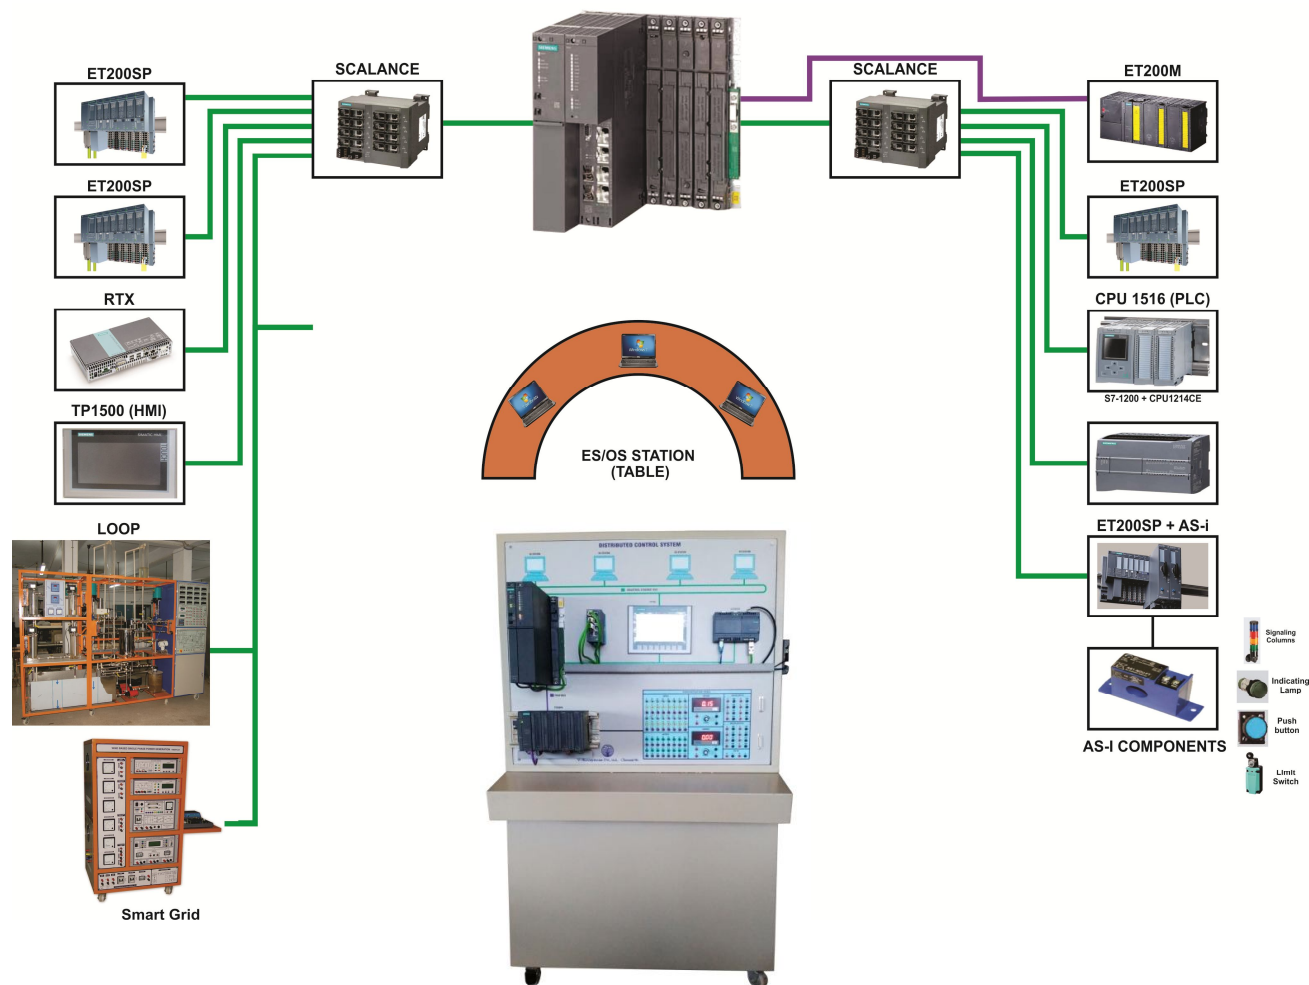 ET200SP
SCALANCE
SCALANCE
ET200M
ET200SP
ET200SP
RTX
CPU 1516 (PLC)
S7-1200 + CPU1214CE
TP1500 (HMI)
ES/OS STATION
(TABLE)
LOOP
ET200SP + AS-i
DISTRIBUTED CONTROL SYSTEM
Signaling
Columns
Indicating
Lamp
Push
button
Limit
Switch
AS-I COMPONENTS
Smart Grid
SIEMENS